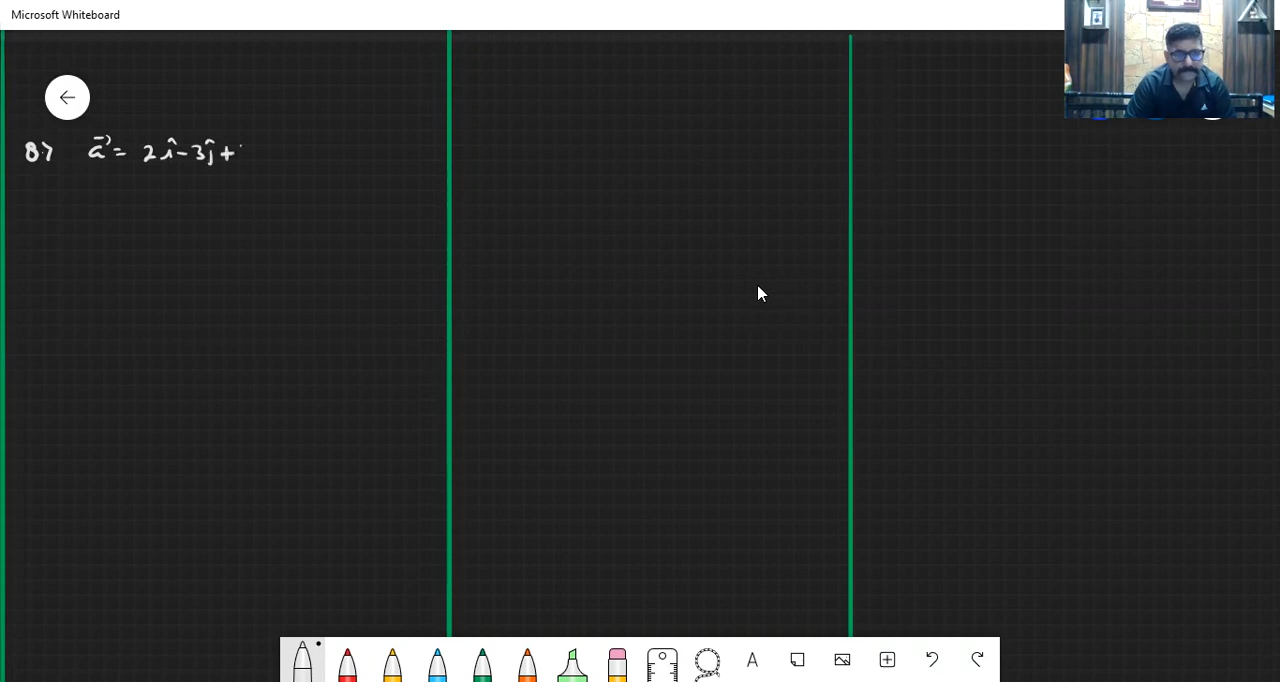 Microsoft Whiteboard
8.> a⃗ = 2î - 3ĵ +
A